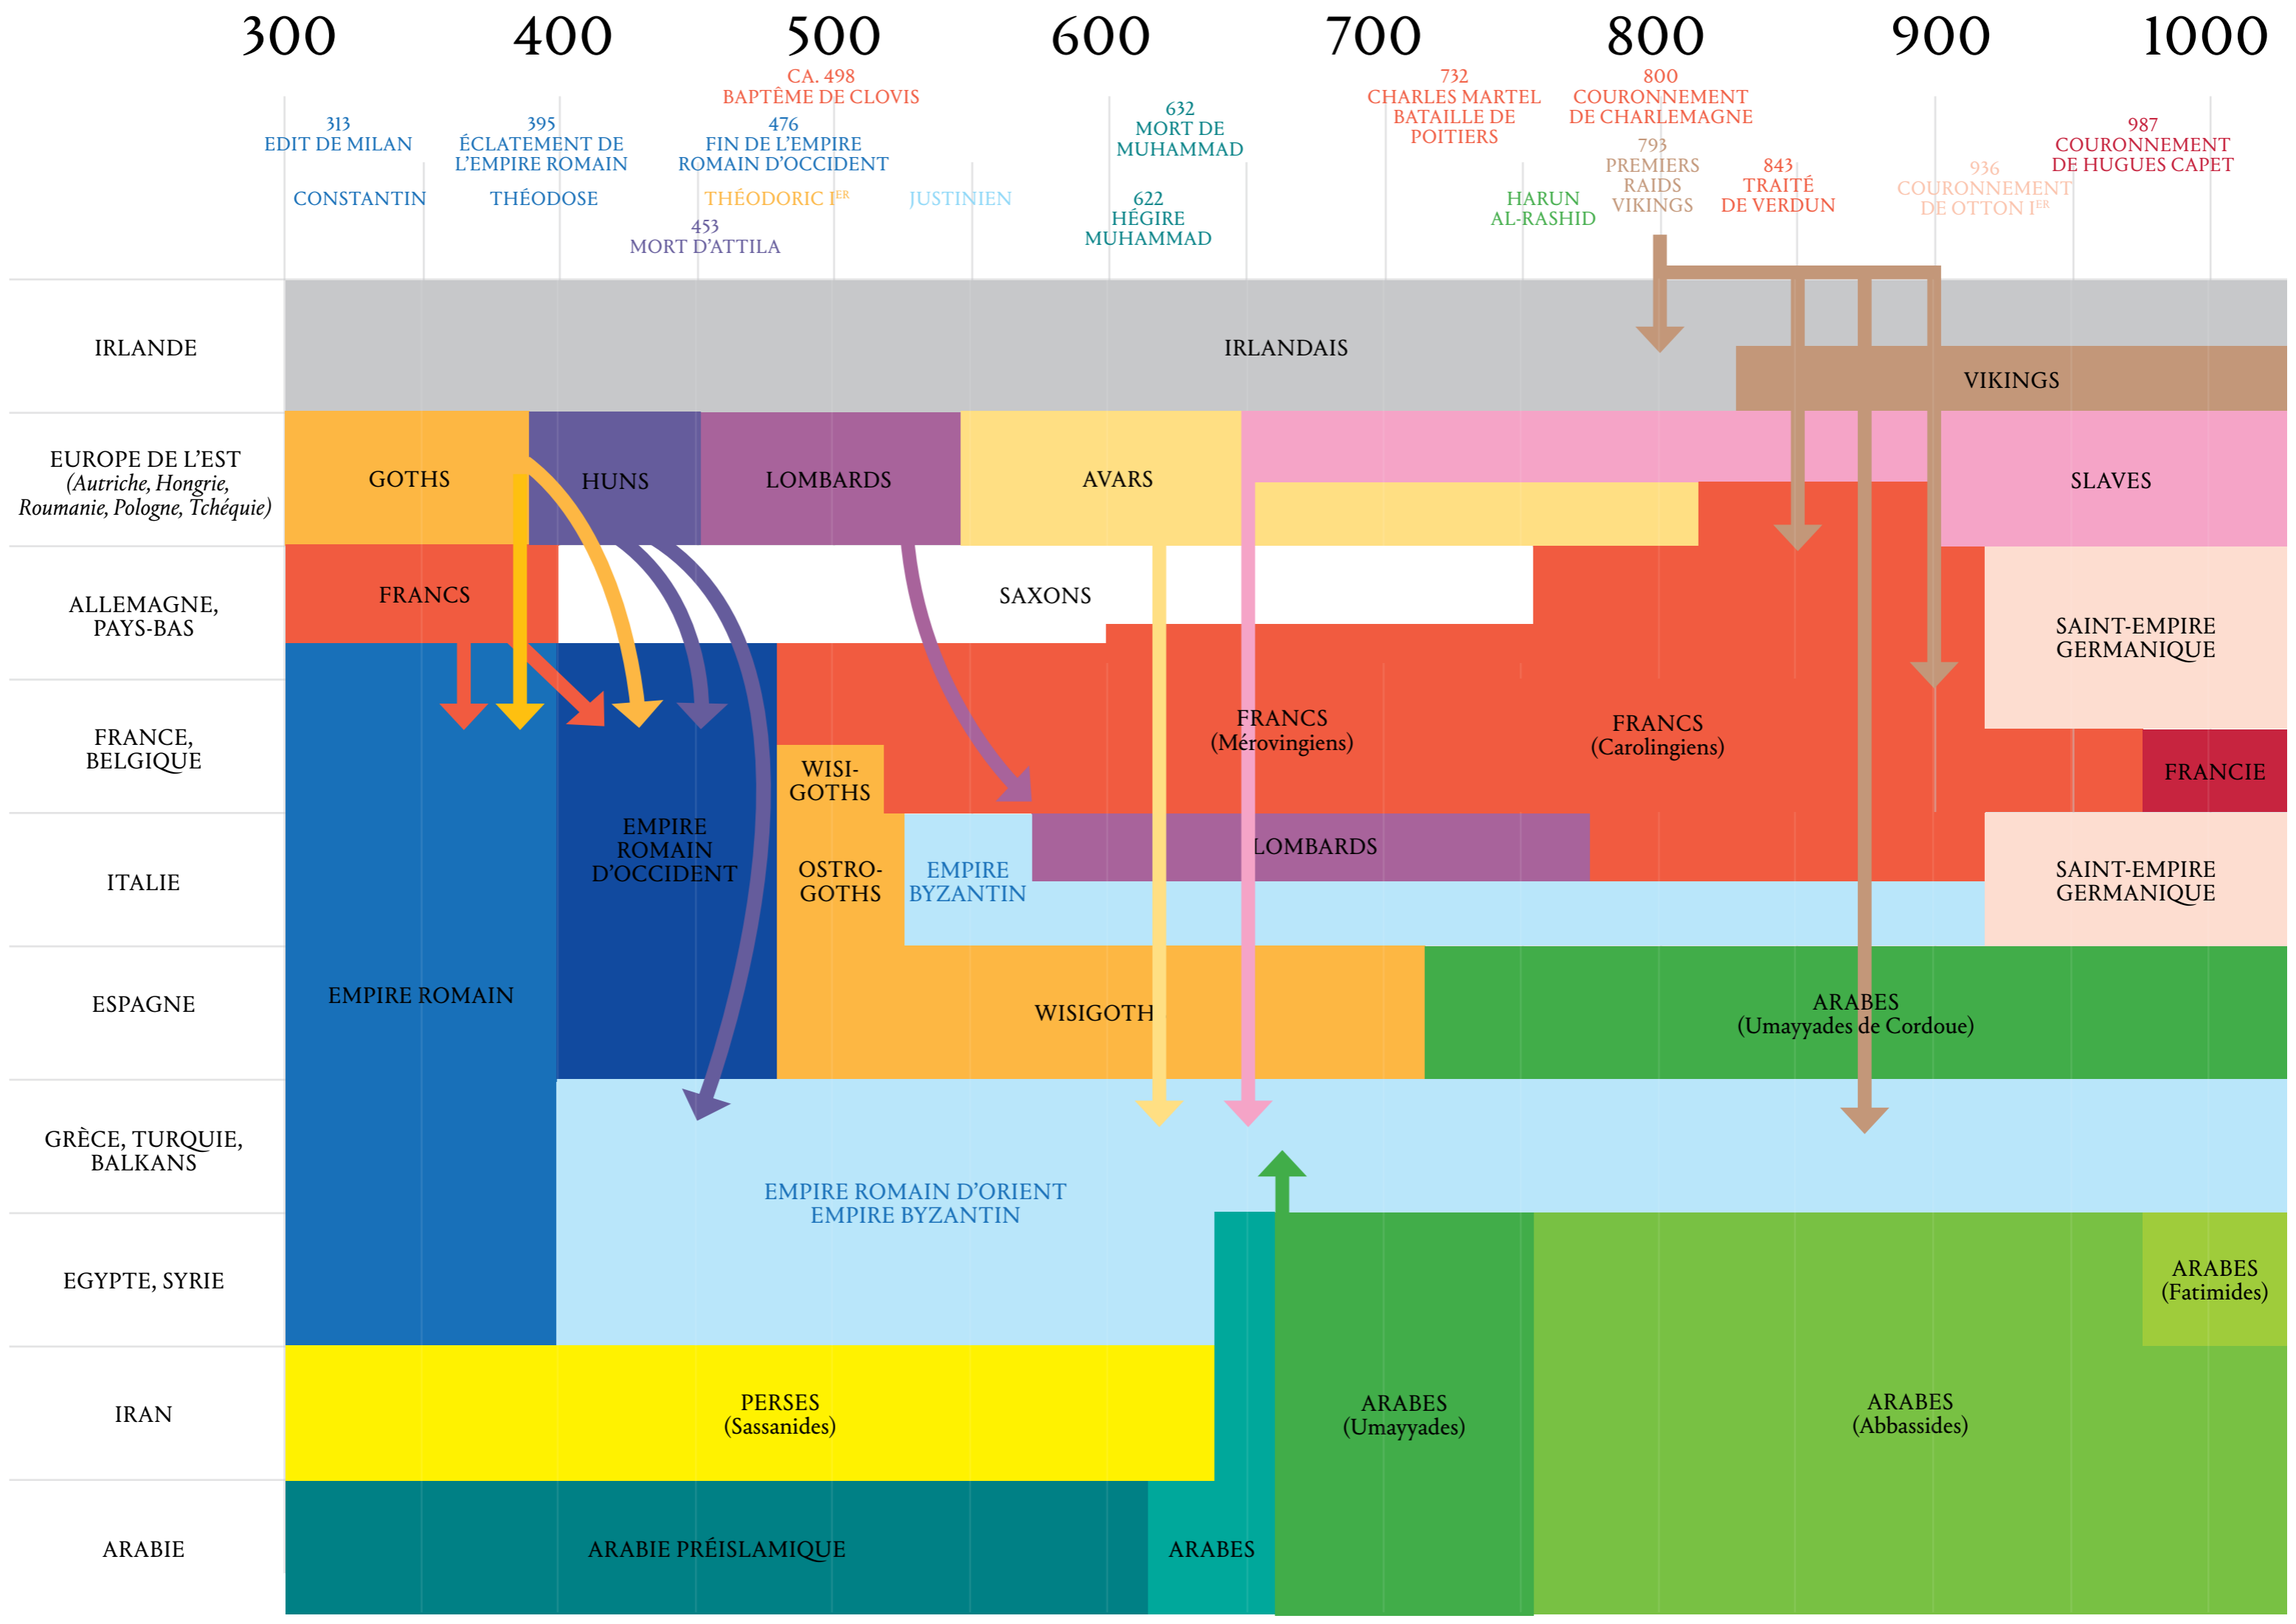 300 400 500 600 700 800 900 1000
CA. 498
BAPTÊME DE CLOVIS
732
CHARLES MARTEL
BATAILLE DE
POITIERS
800
COURONNEMENT
DE CHARLEMAGNE
313
EDIT DE MILAN
395
ÉCLATEMENT DE
L'EMPIRE ROMAIN
476
FIN DE L'EMPIRE
ROMAIN D'OCCIDENT
632
MORT DE
MUHAMMAD
793
PREMIERS
RAIDS
VIKINGS
843
TRAITÉ
DE VERDUN
936
COURONNEMENT
DE OTTON IER
987
COURONNEMENT
DE HUGUES CAPET
CONSTANTIN
THÉODOSE
THÉODORIC IER
JUSTINIEN
622
HÉGIRE
MUHAMMAD
HARUN
AL-RASHID
453
MORT D'ATTILA
IRLANDE
IRLANDAIS
VIKINGS
EUROPE DE L'EST
(Autriche, Hongrie,
Roumanie, Pologne, Tchéquie)
GOTHS
HUNS
LOMBARDS
AVARS
SLAVES
ALLEMAGNE,
PAYS-BAS
FRANCS
SAXONS
SAINT-EMPIRE
GERMANIQUE
FRANCE,
BELGIQUE
WISI-
GOTHS
FRANCS
(Mérovingiens)
FRANCS
(Carolingiens)
FRANCIE
ITALIE
EMPIRE
ROMAIN
D'OCCIDENT
OSTRO-
GOTHS
EMPIRE
BYZANTIN
LOMBARDS
SAINT-EMPIRE
GERMANIQUE
ESPAGNE
EMPIRE ROMAIN
WISIGOTH
ARABES
(Umayyades de Cordoue)
GRÈCE, TURQUIE,
BALKANS
EMPIRE ROMAIN D'ORIENT
EMPIRE BYZANTIN
EGYPTE, SYRIE
ARABES
(Fatimides)
IRAN
PERSES
(Sassanides)
ARABES
(Umayyades)
ARABES
(Abbassides)
ARABIE
ARABIE PRÉISLAMIQUE
ARABES